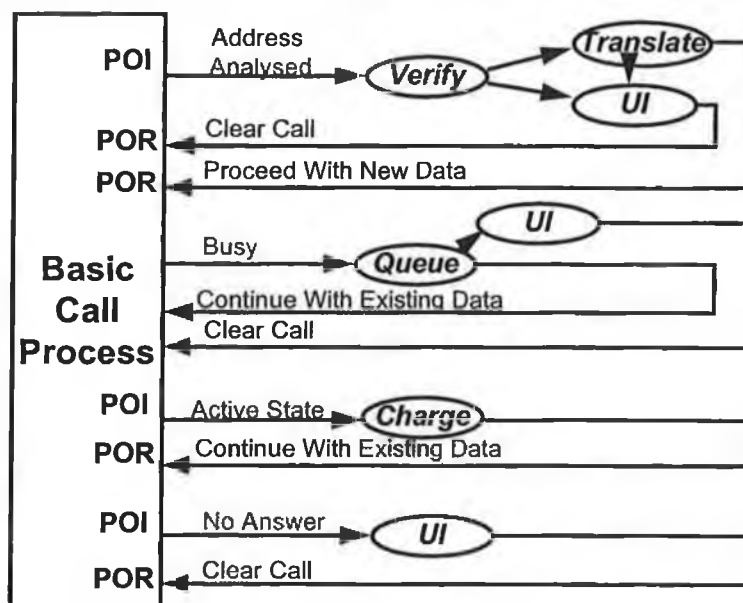 POI
Address
Analysed
Verify
Translate
UI
POR
Clear Call
POR
Proceed With New Data
UI
Busy
Queue
Basic
Call
Process
Continue With Existing Data
Clear Call
POI
Active State
Charge
POR
Continue With Existing Data
POI
No Answer
UI
POR
Clear Call